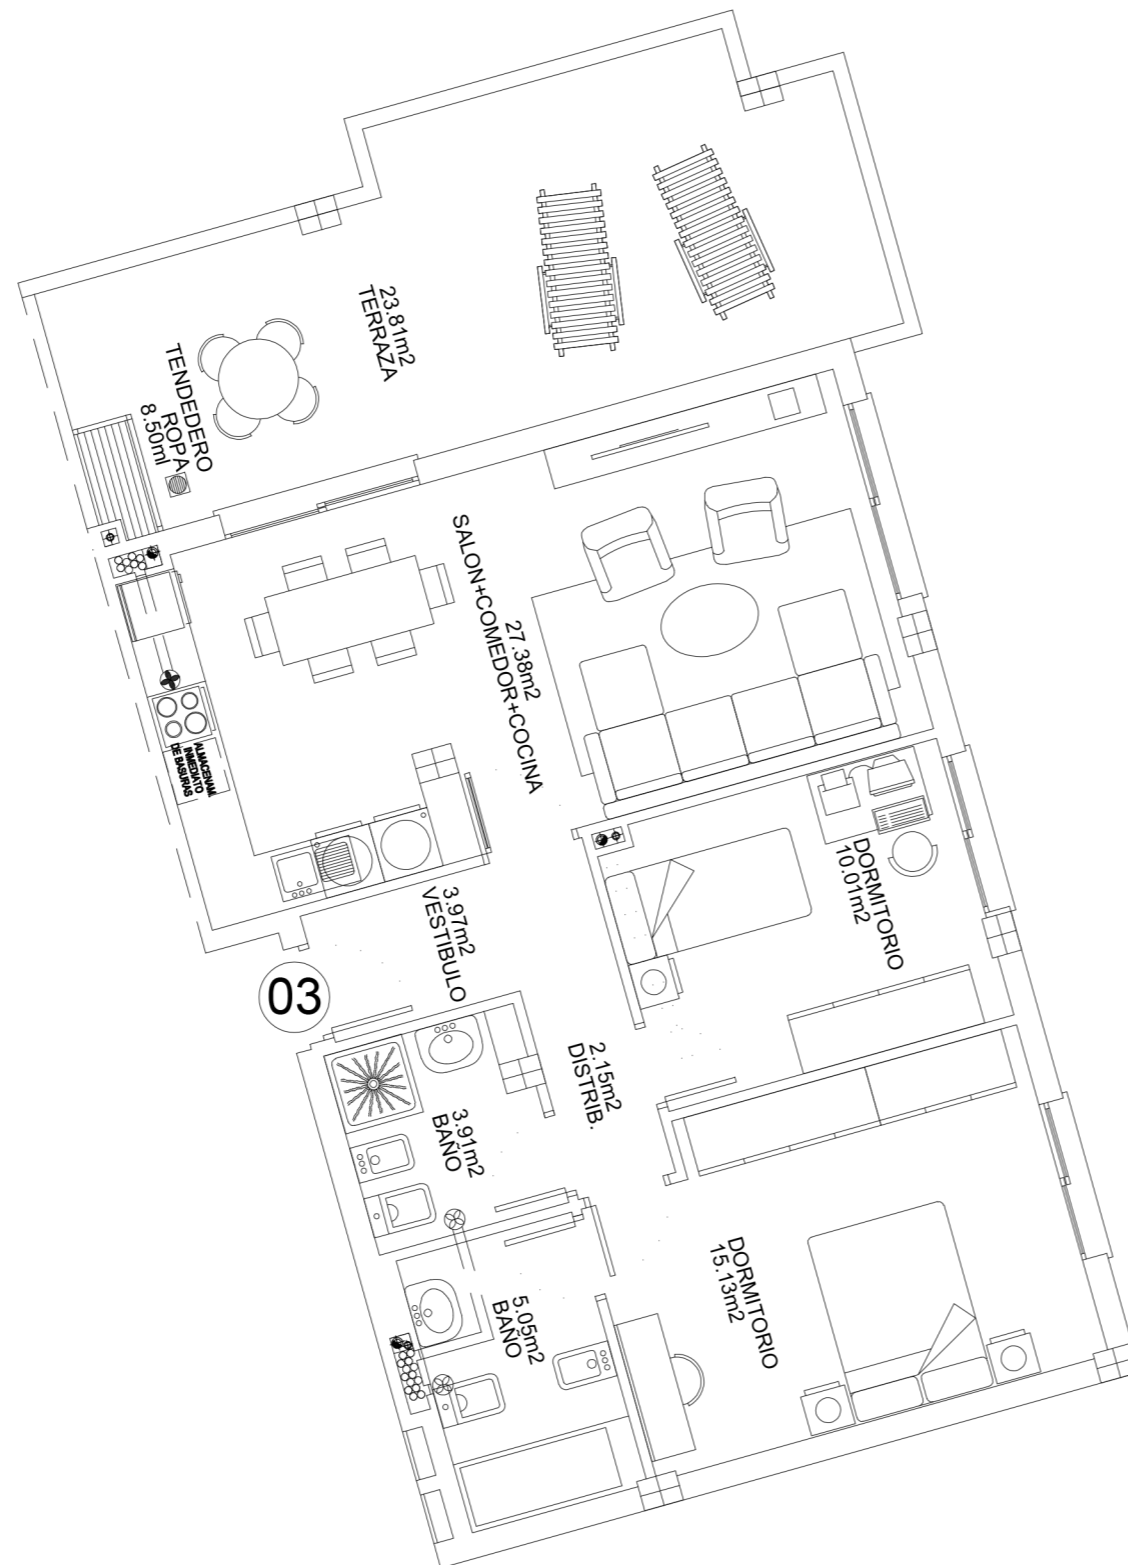 23.81m2
TERRAZA
TENDEDERO
ROPA
8.50ml
27.38m2
SALON+COMEDOR+COCINA
ALMACENAM.
INMEDIATO
DE BASURAS
DORMITORIO
10.01m2
3.97m2
VESTIBULO
03
2.15m2
DISTRIB.
3.91m2
BAÑO
5.05m2
BAÑO
DORMITORIO
15.13m2